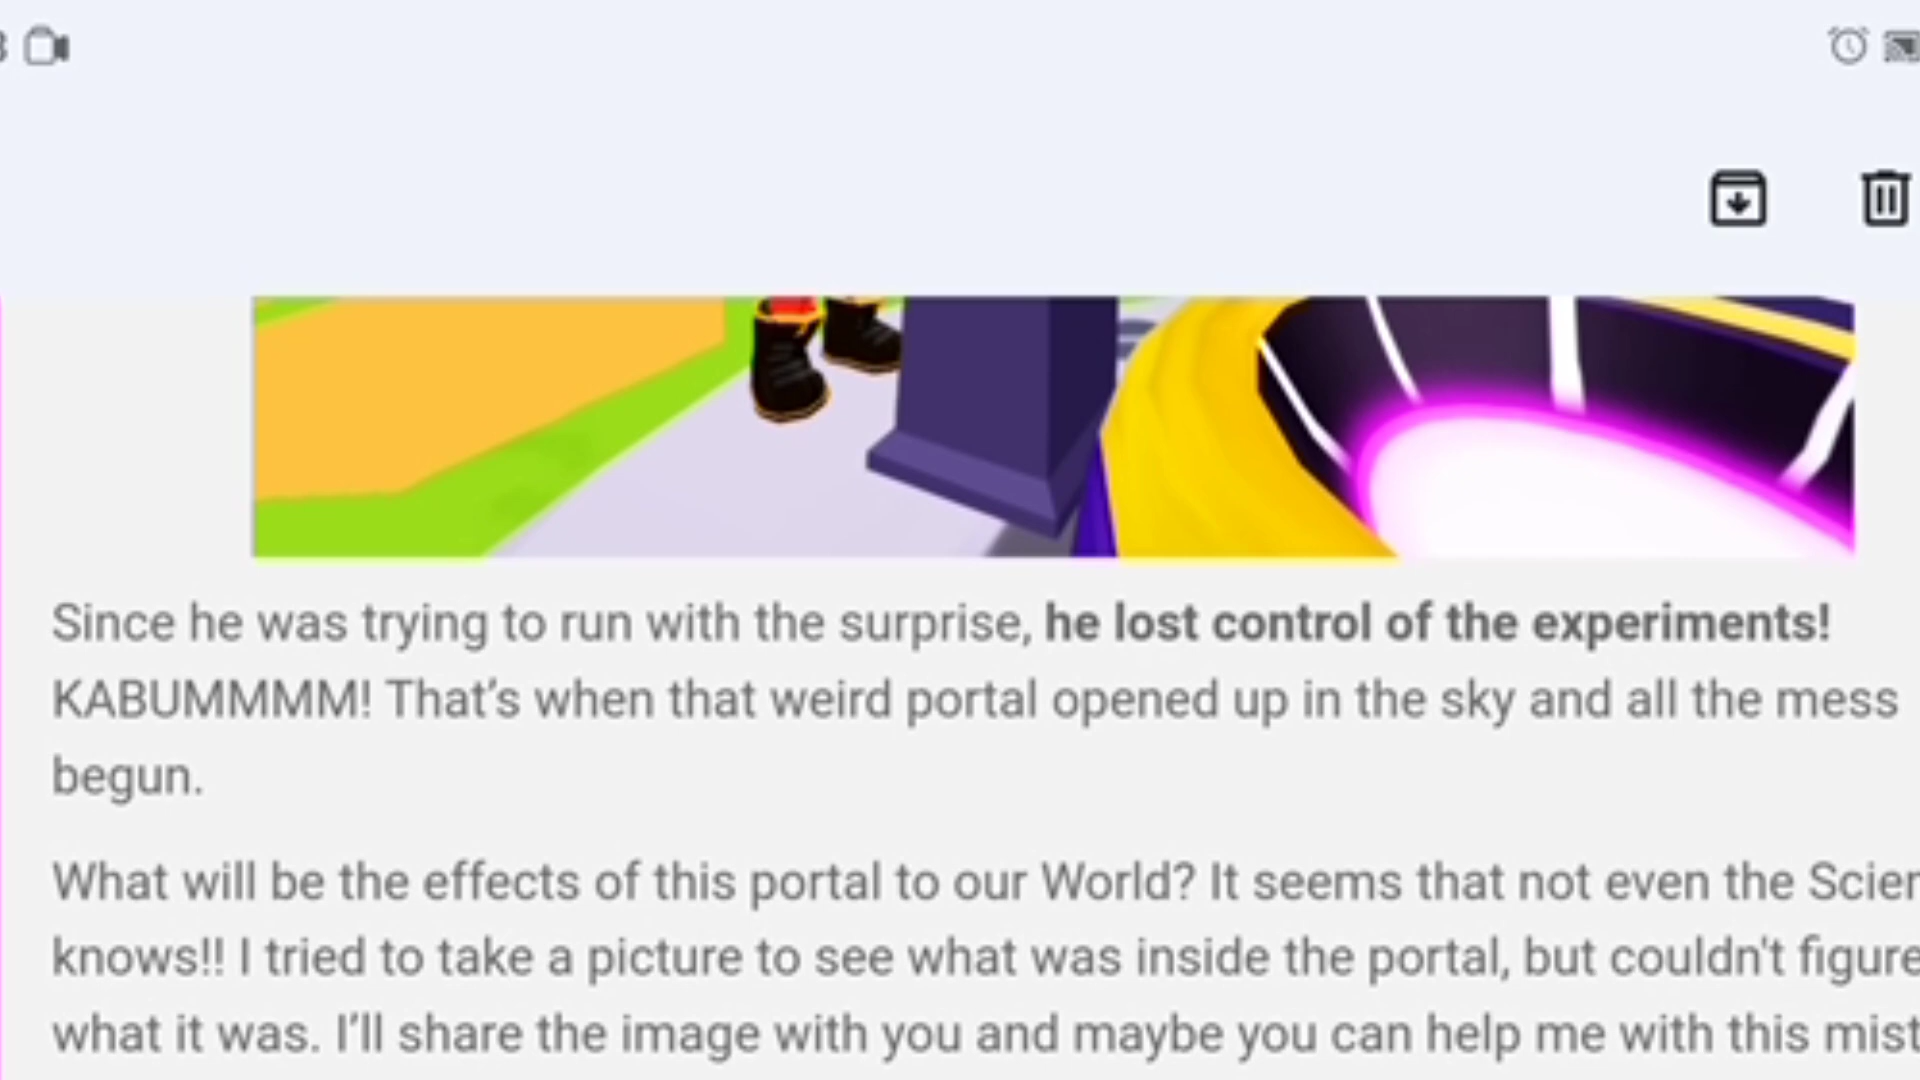 Since he was trying to run with the surprise, he lost control of the experiments!
KABUMMMM! That’s when that weird portal opened up in the sky and all the mess
begun.
What will be the effects of this portal to our World? It seems that not even the
knows!! I tried to take a picture to see what was inside the portal, but couldn't figure
what it was. I’ll share the image with you and maybe you can help me with this